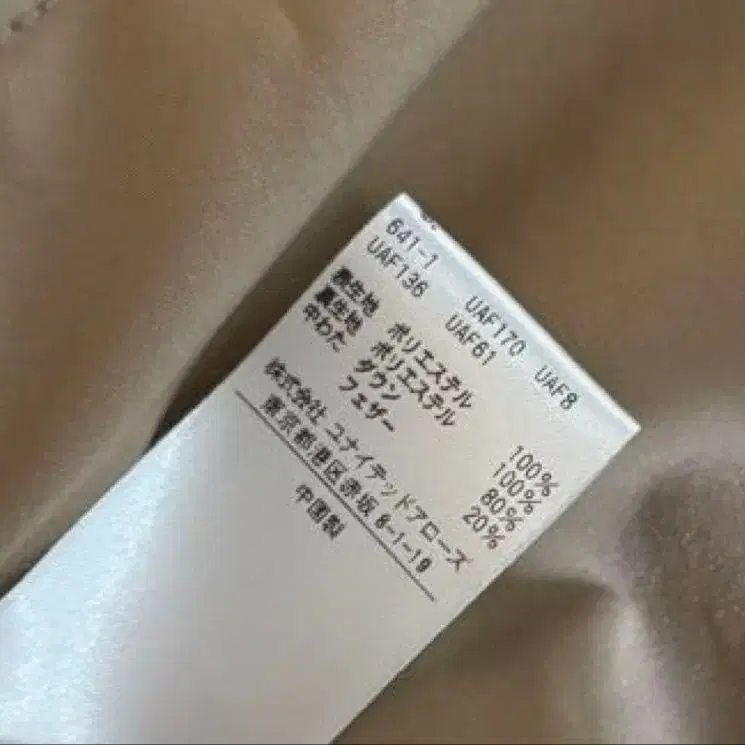 641-1 UAF170 UAF8
UAF136 UAF61
表生地 ポリエステル 100%
裏生地 ポリエステル 100%
中わた ダウン 80%
フェザー 20%
株式会社 ユナイテッドアローズ
東京都港区赤坂 8-1-19
中国製